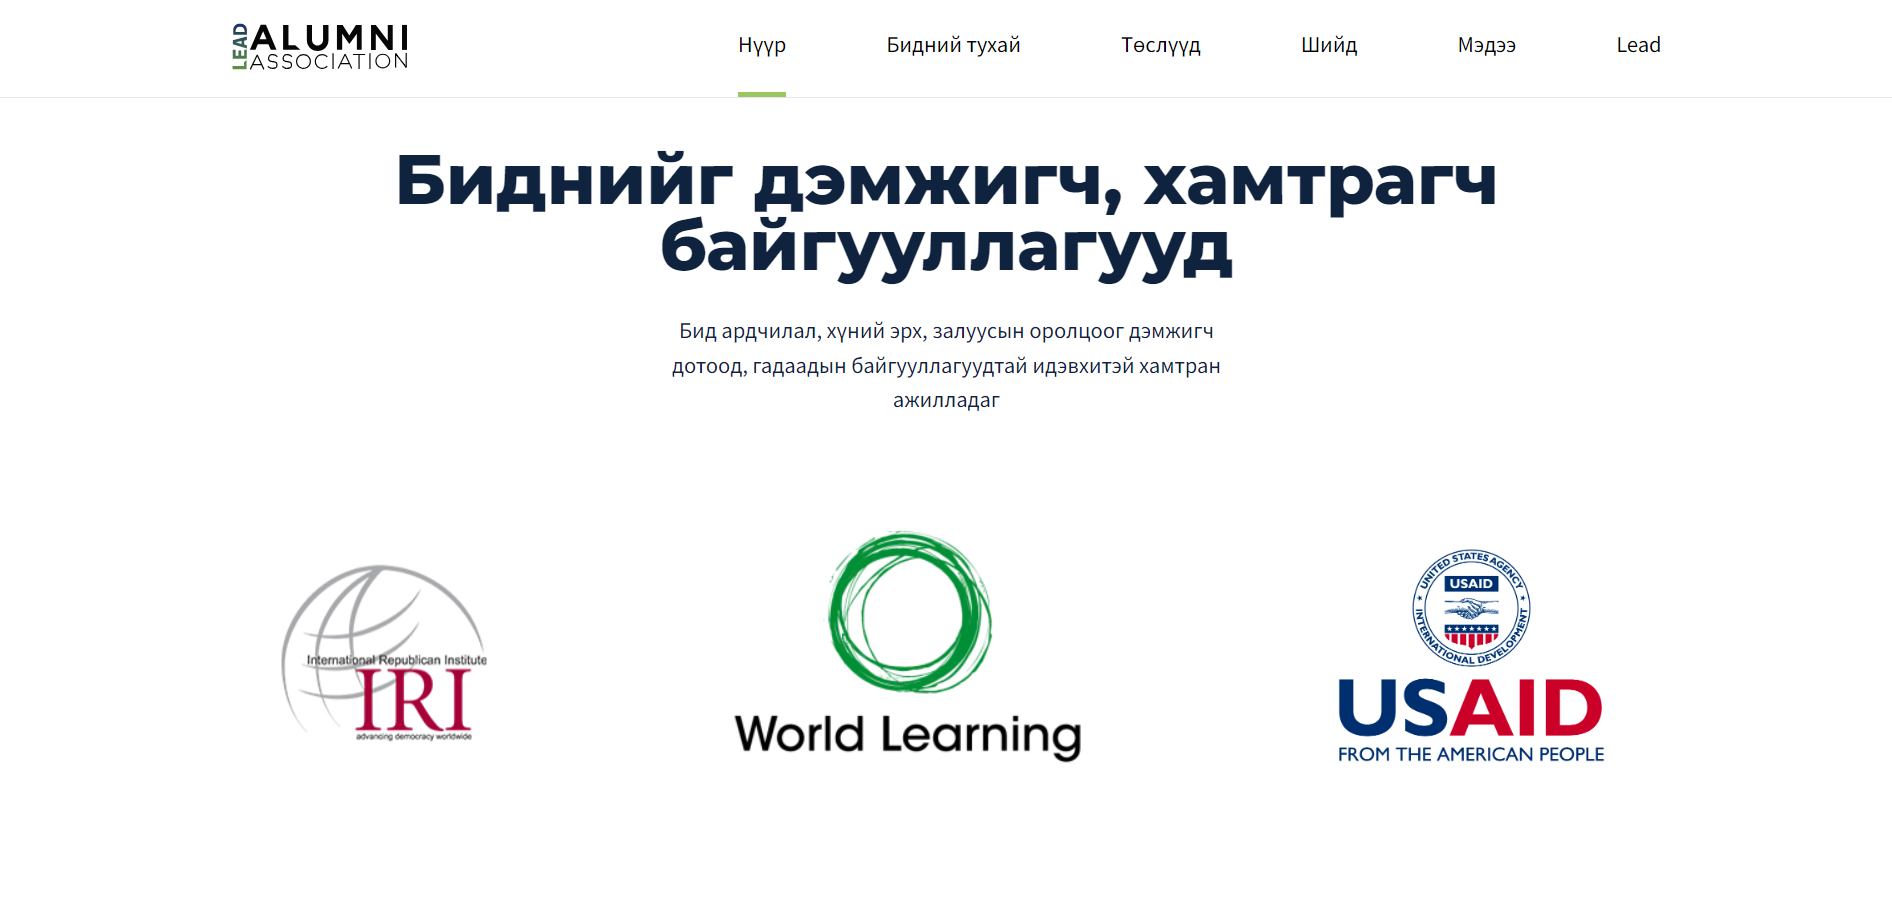 LEAD ALUMNI ASSOCIATION
Нүүр
Бидний тухай
Төслүүд
Шийд
Мэдээ
Lead
Биднийг дэмжигч, хамтрагч
байгууллагууд
Бид ардчилал, хүний эрх, залуусын оролцоог дэмжигч
дотоод, гадаадын байгууллагуудтай идэвхитэй хамтран
ажилладаг
International Republican Institute
IRI
advancing democracy worldwide
World Learning
UNITED STATES AGENCY
USAID
INTERNATIONAL DEVELOPMENT
USAID
FROM THE AMERICAN PEOPLE